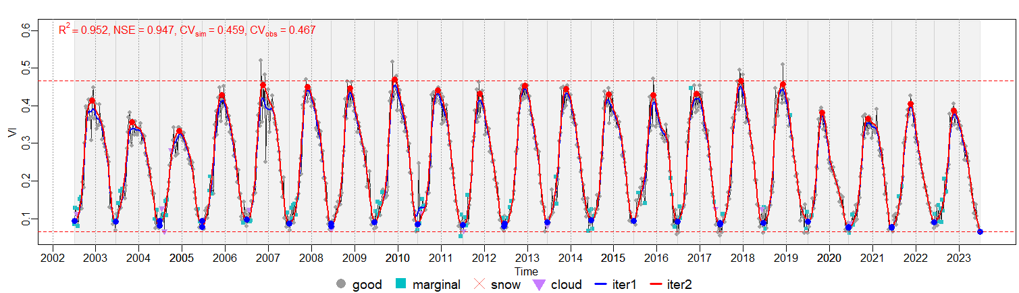 R2 = 0.952, NSE = 0.947, CVsim = 0.459, CVobs = 0.467
0.6
0.5
0.4
0.3
0.2
0.1
VI
2002 2003 2004 2005 2006 2007 2008 2009 2010 2011 2012 2013 2014 2015 2016 2017 2018 2019 2020 2021 2022 2023
Time
good marginal snow cloud iter1 iter2